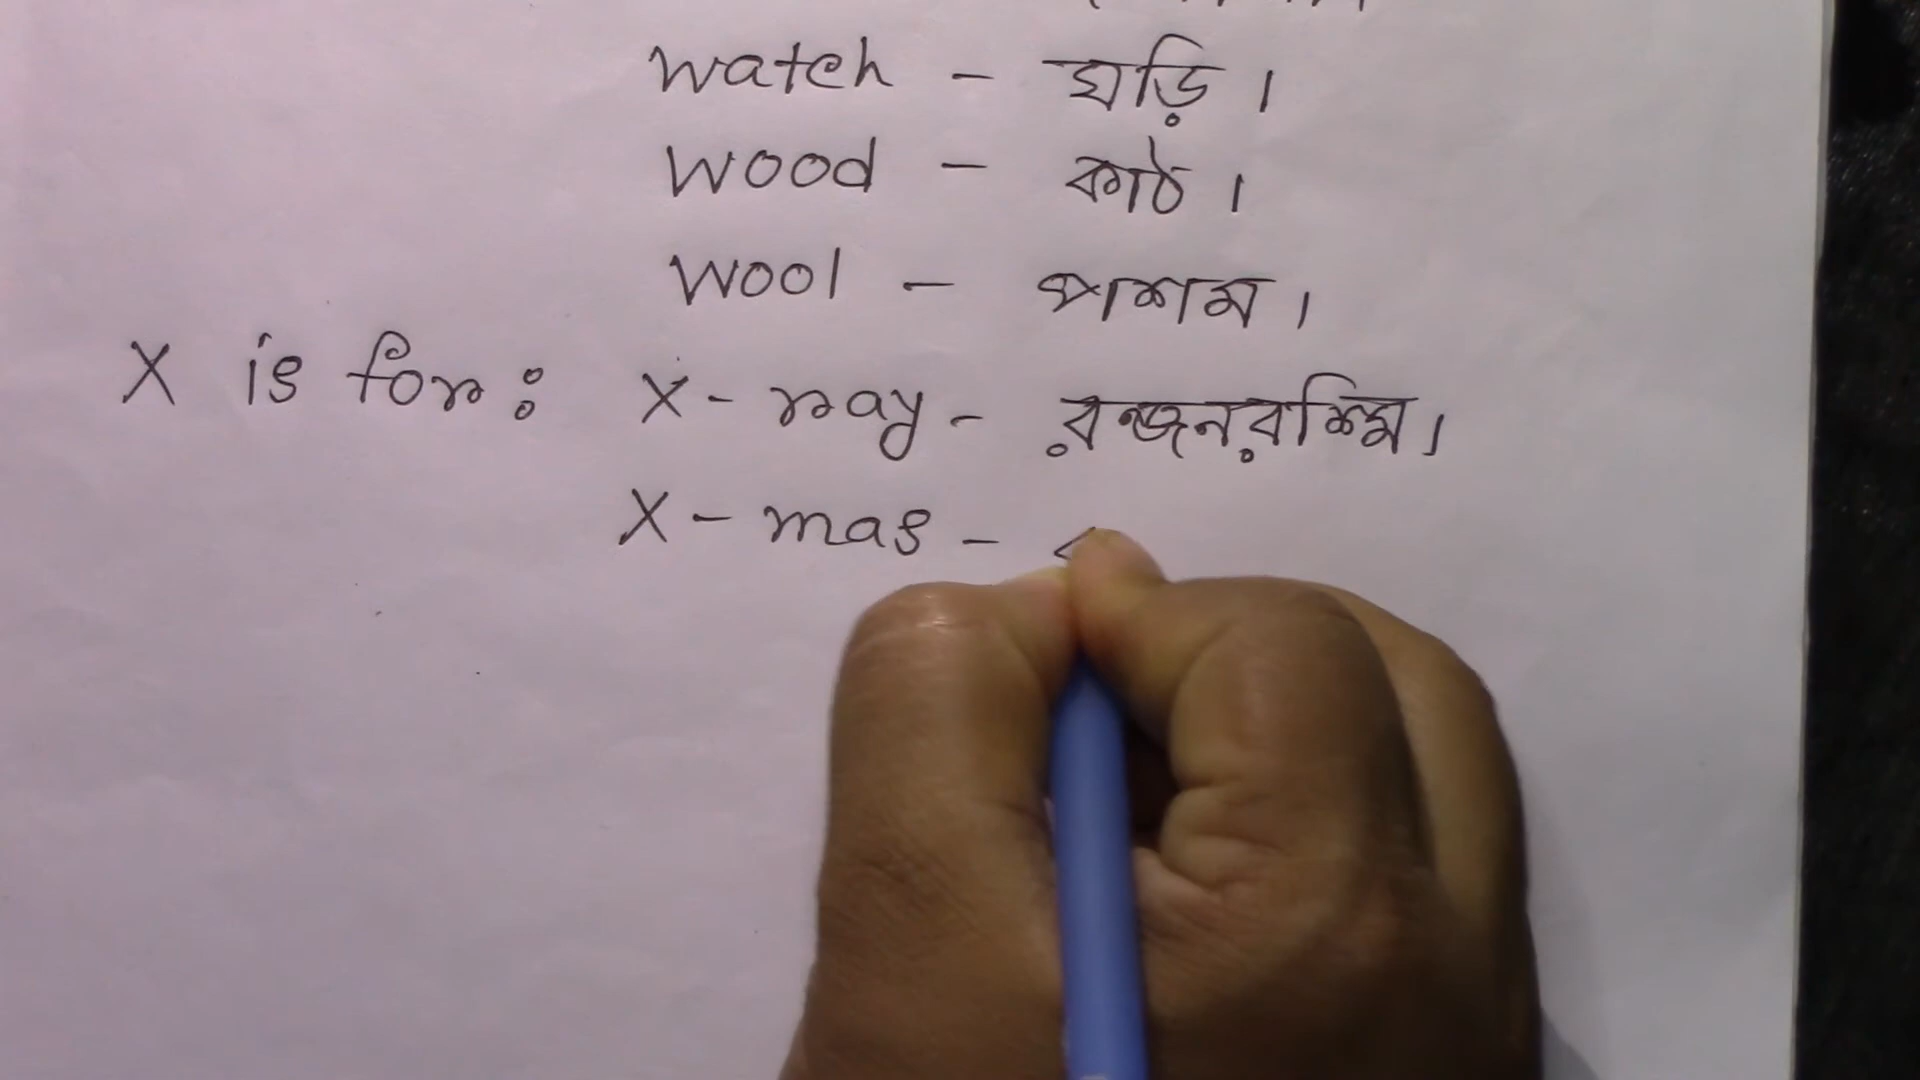 watch - ঘড়ি।
wood - কাঠ।
wool - পশম।
X is for: X-ray - রঞ্জনরশ্মি।
X-mas -